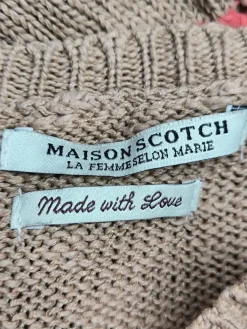 MAISON SCOTCH
LA FEMME SELON MARIE
Made with Love